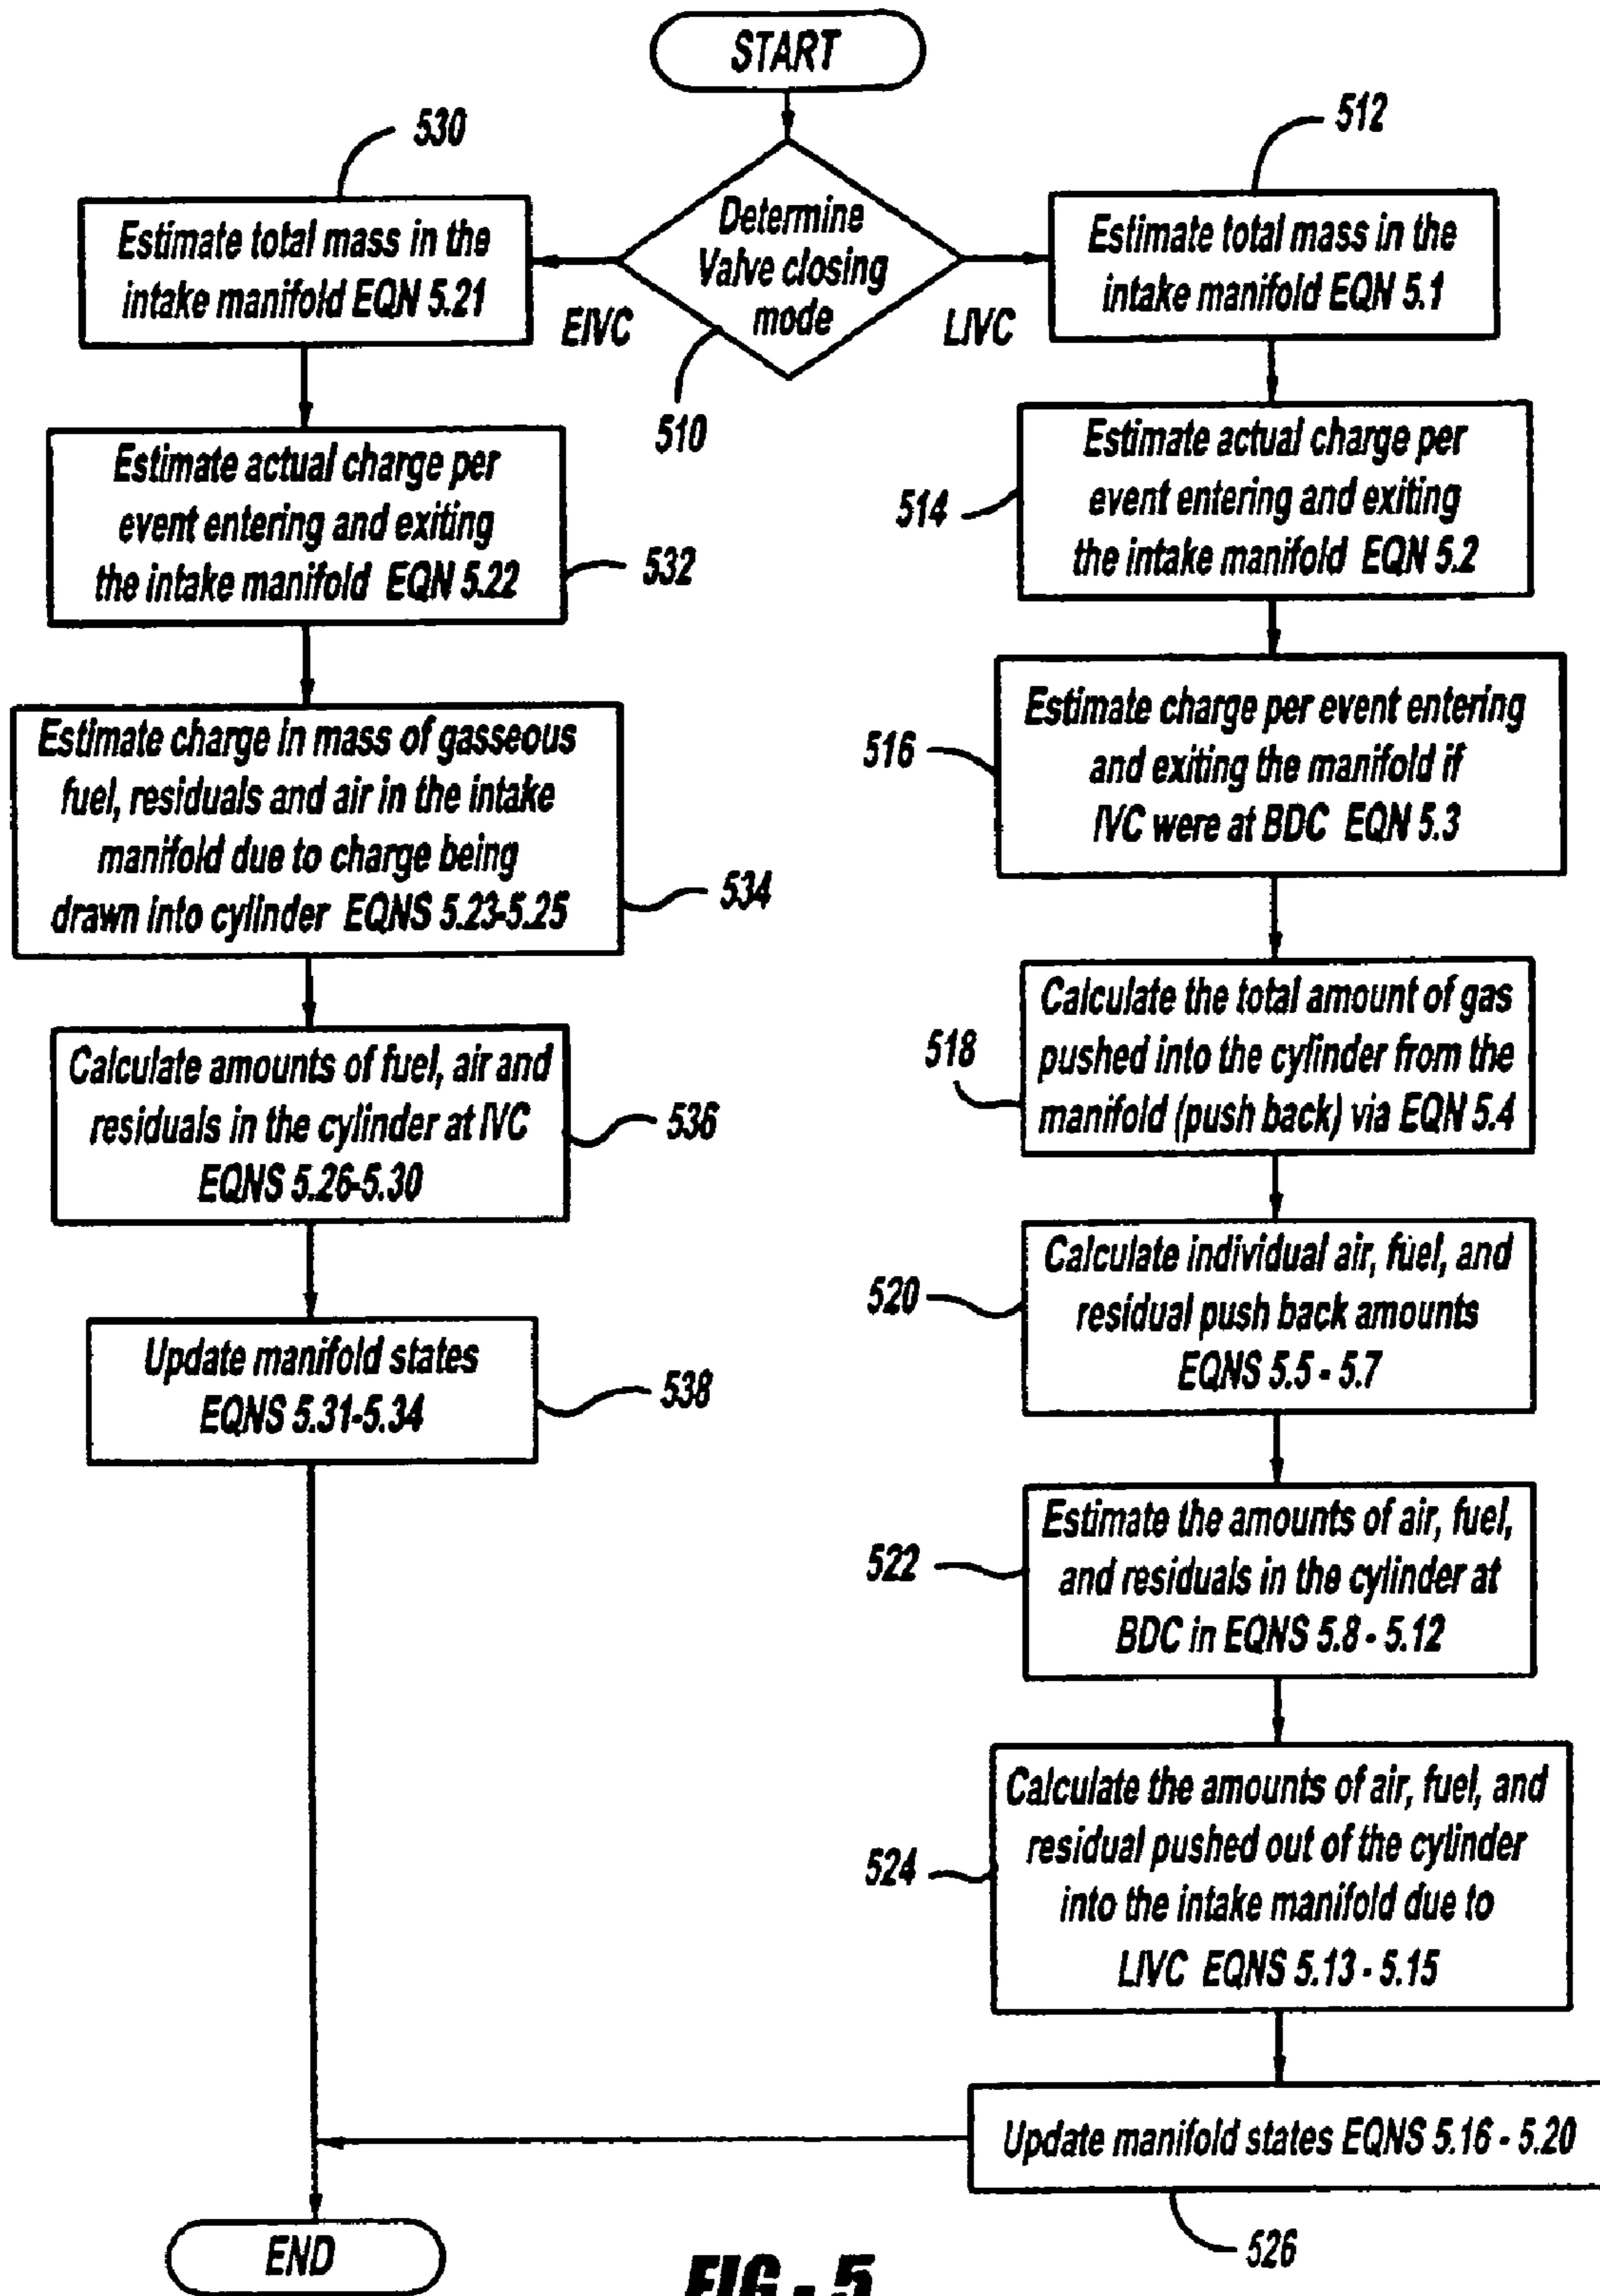 START
530
512
Determine
Valve closing
mode
Estimate total mass in the
intake manifold EQN 5.21
EIVC
LIVC
Estimate total mass in the
intake manifold EQN 5.1
510
Estimate actual charge per
event entering and exiting
the intake manifold EQN 5.22
532
514
Estimate actual charge per
event entering and exiting
the intake manifold EQN 5.2
Estimate charge in mass of gasseous
fuel, residuals and air in the intake
manifold due to charge being
drawn into cylinder EQNS 5.23-5.25
534
516
Estimate charge per event entering
and exiting the manifold if
IVC were at BDC EQN 5.3
Calculate amounts of fuel, air and
residuals in the cylinder at IVC
EQNS 5.26-5.30
536
518
Calculate the total amount of gas
pushed into the cylinder from the
manifold (push back) via EQN 5.4
Update manifold states
EQNS 5.31-5.34
538
520
Calculate individual air, fuel, and
residual push back amounts
EQNS 5.5 - 5.7
522
Estimate the amounts of air, fuel,
and residuals in the cylinder at
BDC in EQNS 5.8 - 5.12
524
Calculate the amounts of air, fuel, and
residual pushed out of the cylinder
into the intake manifold due to
LIVC EQNS 5.13 - 5.15
Update manifold states EQNS 5.16 - 5.20
526
END
FIG - 5